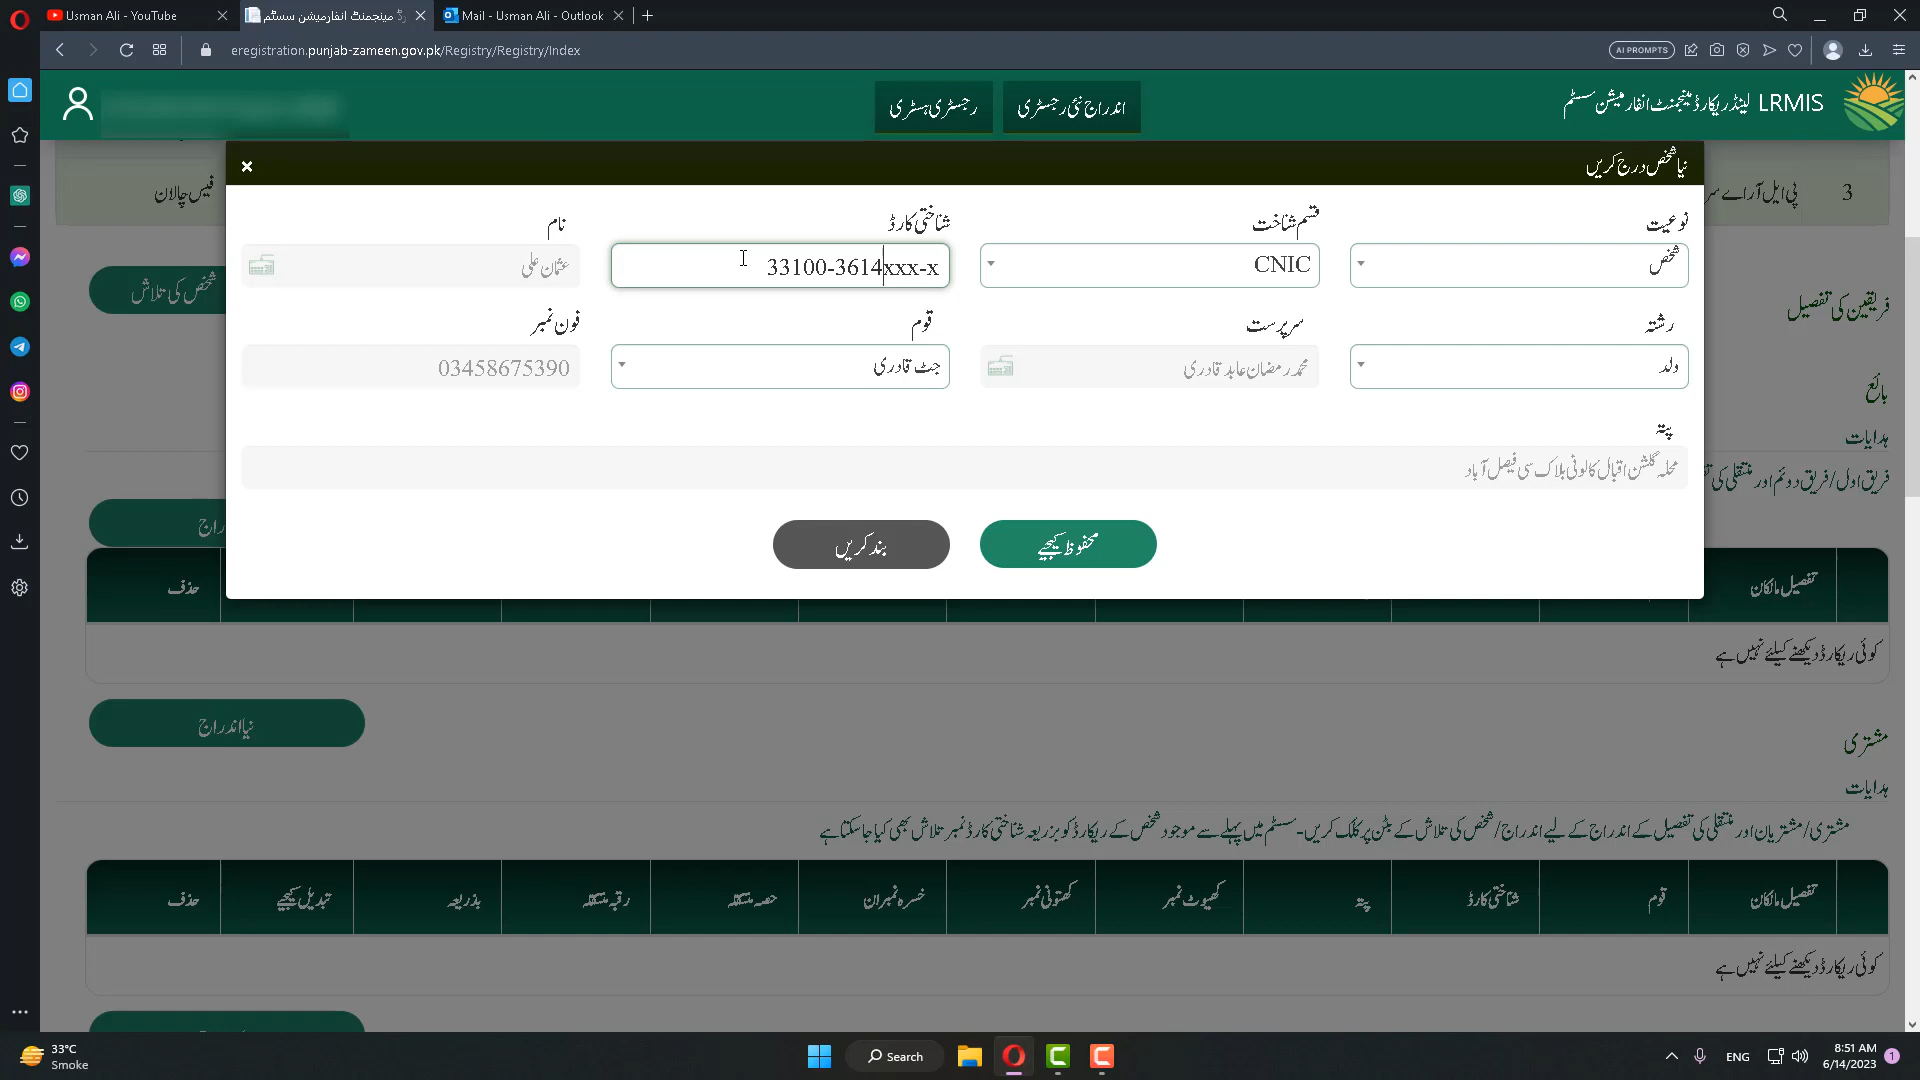 Usman Ali - YouTube
رڈ مینجمنٹ انفارمیشن سسٹم
Mail - Usman Ali - Outlook
eregistration.punjab-zameen.gov.pk/Registry/Registry/Index
AI PROMPTS
LRMIS لینڈ ریکارڈ مینجمنٹ انفارمیشن سسٹم
اندراج نئی رجسٹری
رجسٹری ہسٹری
نیا شخص درج کریں
3
پی ایل آر اے سر
فیس چالان
نوعیت
قسم شناخت
شناختی کارڈ
نام
شخص
CNIC
33100-3614xxx-x
عثمان علی
شخص کی تلاش
فریقین کی تفصیل
رشتہ
سرپرست
قوم
فون نمبر
ولد
محمد رمضان عابد قادری
جٹ قادری
03458675390
بائع
پتہ
ہدایات
محلہ گلشن اقبال کالونی بلاک سی فیصل آباد
فریق اول/فریق دوئم اور منتقلی کی
محفوظ کیجیے
بند کریں
راج
تفصیل مالکان
حذف
کوئی ریکارڈ دیکھنے کیلئے نہیں ہے
نیا اندراج
مشتری
ہدایات
مشتری/مشتریان اور منتقلی کی تفصیل کے اندراج کے لیے اندراج/شخص کی تلاش کے بٹن پر کلک کریں-سسٹم میں پہلے سے موجود شخص کے ریکارڈ کو بزریعہ شناختی کارڈ نمبر تلاش بھی کیا جا سکتا ہے
تفصیل مالکان
قوم
شناختی کارڈ
پتہ
کھیوٹ نمبر
کھتونی نمبر
خسرہ نمبران
حصہ منتقلہ
رقبہ منتقلہ
بذریعہ
تبدیل کیجیے
حذف
کوئی ریکارڈ دیکھنے کیلئے نہیں ہے
33°C
Smoke
Search
ENG
8:51 AM
6/14/2023
1